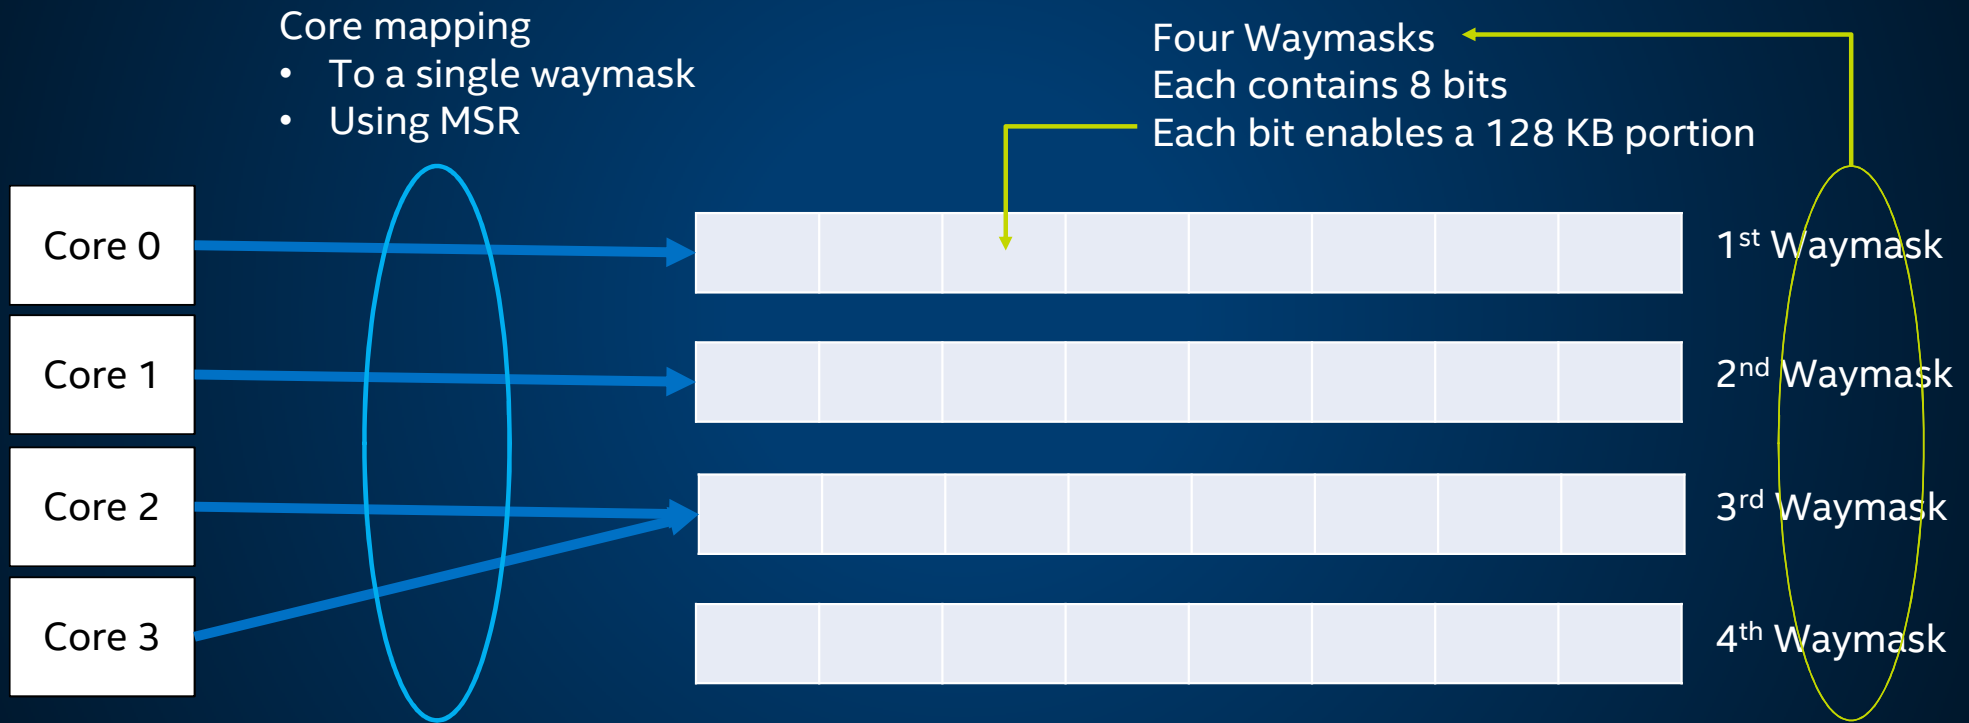 Core mapping
• To a single waymask
• Using MSR
Four Waymasks
Each contains 8 bits
Each bit enables a 128 KB portion
Core 0
1st Waymask
Core 1
2nd Waymask
Core 2
3rd Waymask
Core 3
4th Waymask